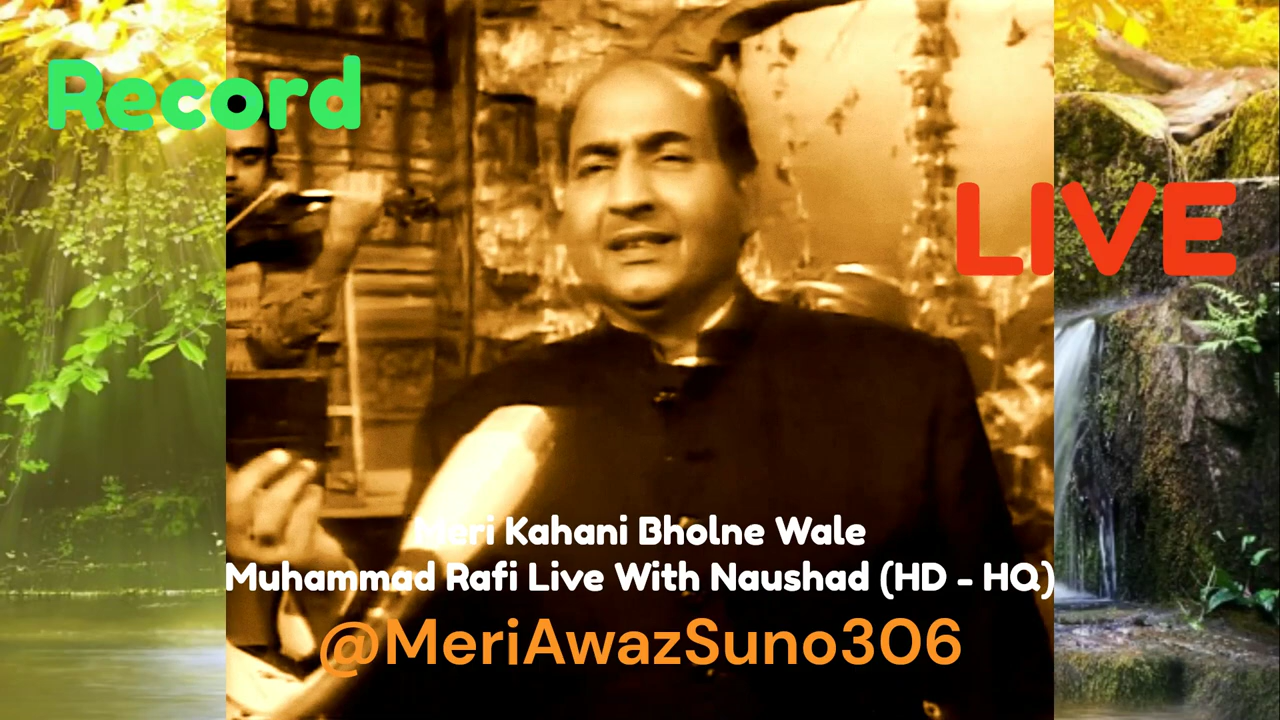 Record
LIVE
Meri Kahani Bholne Wale
Muhammad Rafi Live With Naushad (HD - HQ)
@MeriAwazSuno306